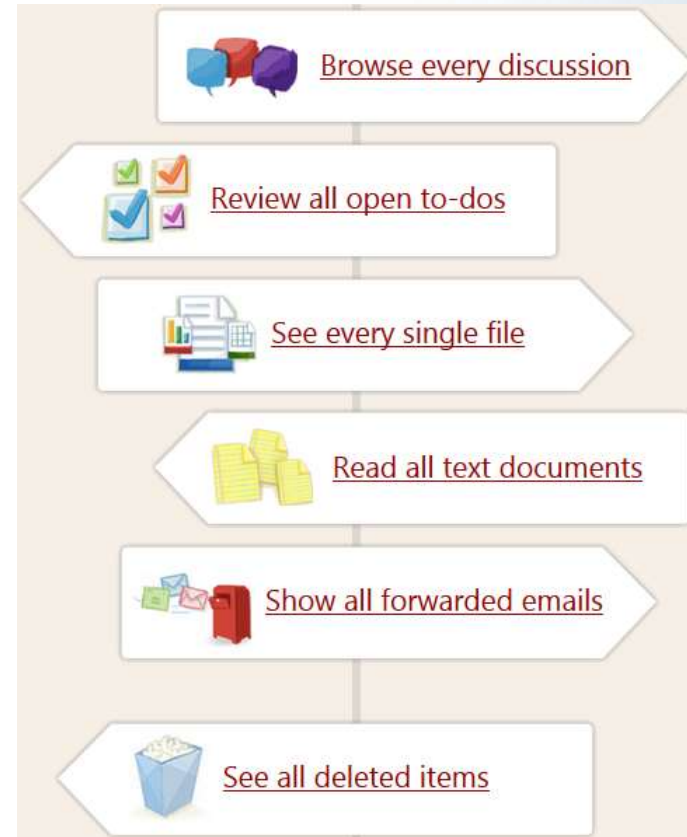 Browse every discussion
Review all open to-dos
See every single file
Read all text documents
Show all forwarded emails
See all deleted items